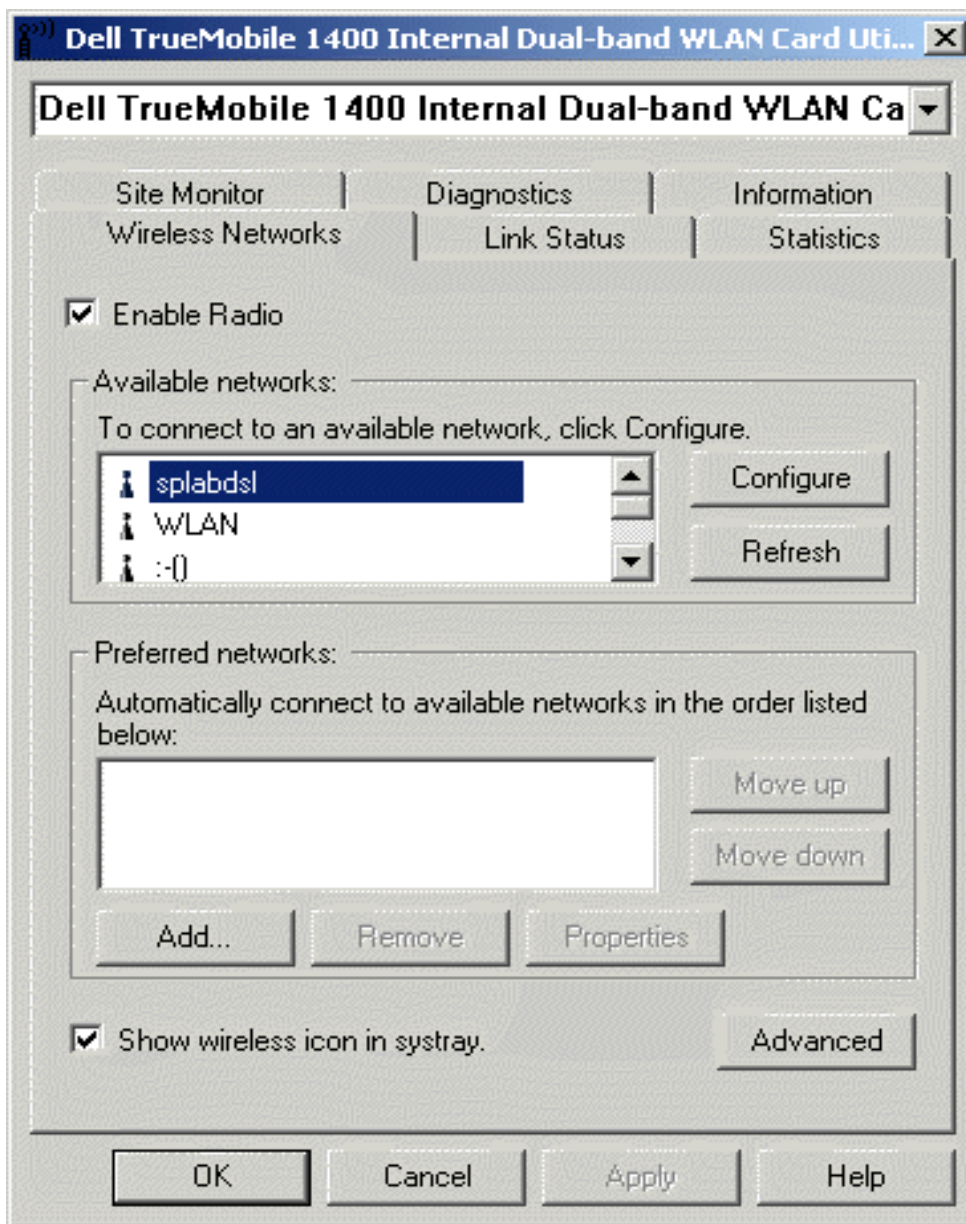 Dell TrueMobile 1400 Internal Dual-band WLAN Card Uti...
Dell TrueMobile 1400 Internal Dual-band WLAN Ca
Site Monitor Diagnostics Information
Wireless Networks Link Status Statistics
Enable Radio
Available networks:
To connect to an available network, click Configure.
splabdsl
WLAN
:-()
Configure
Refresh
Preferred networks:
Automatically connect to available networks in the order listed
below:
Move up
Move down
Add... Remove Properties
Show wireless icon in systray.
Advanced
OK Cancel Apply Help